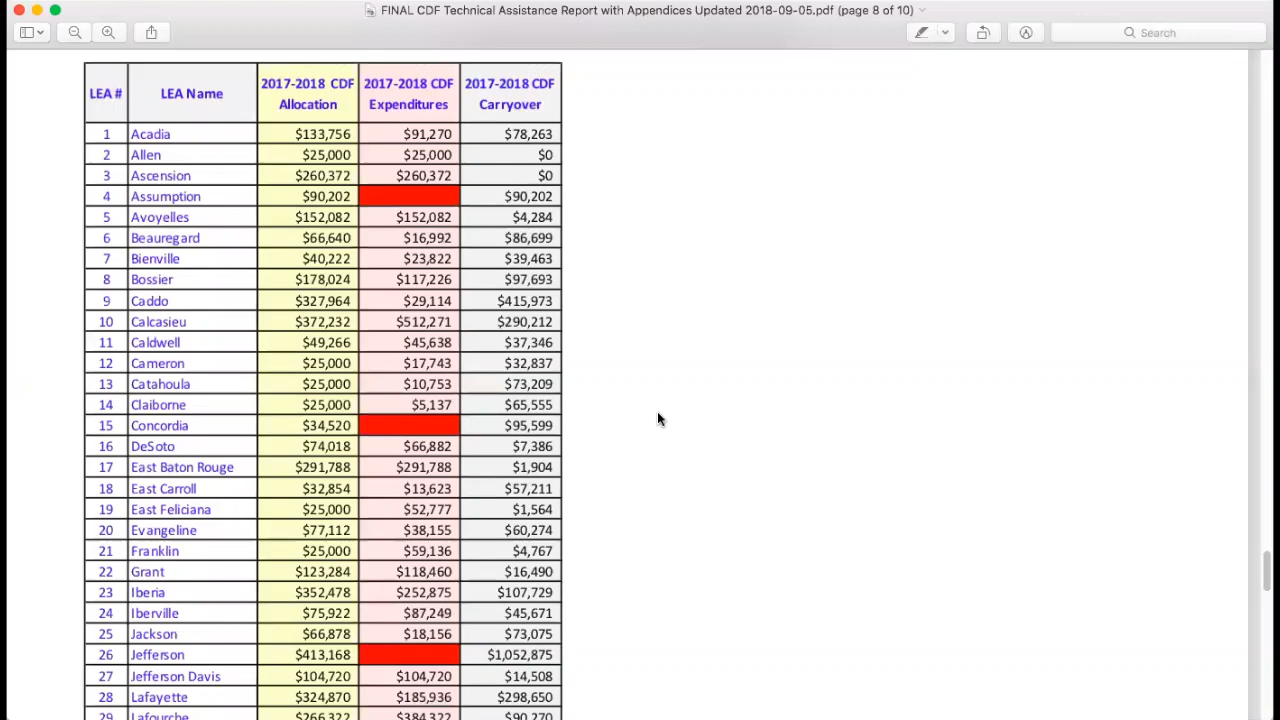 FINAL CDF Technical Assistance Report with Appendices Updated 2018-09-05.pdf (page 8 of 10)
Search
LEA # LEA Name 2017-2018 CDF Allocation 2017-2018 CDF Expenditures 2017-2018 CDF Carryover
1 Acadia $133,756 $91,270 $78,263
2 Allen $25,000 $25,000 $0
3 Ascension $260,372 $260,372 $0
4 Assumption $90,202 $90,202
5 Avoyelles $152,082 $152,082 $4,284
6 Beauregard $66,640 $16,992 $86,699
7 Bienville $40,222 $23,822 $39,463
8 Bossier $178,024 $117,226 $97,693
9 Caddo $327,964 $29,114 $415,973
10 Calcasieu $372,232 $512,271 $290,212
11 Caldwell $49,266 $45,638 $37,346
12 Cameron $25,000 $17,743 $32,837
13 Catahoula $25,000 $10,753 $73,209
14 Claiborne $25,000 $5,137 $65,555
15 Concordia $34,520 $95,599
16 DeSoto $74,018 $66,882 $7,386
17 East Baton Rouge $291,788 $291,788 $1,904
18 East Carroll $32,854 $13,623 $57,211
19 East Feliciana $25,000 $52,777 $1,564
20 Evangeline $77,112 $38,155 $60,274
21 Franklin $25,000 $59,136 $4,767
22 Grant $123,284 $118,460 $16,490
23 Iberia $352,478 $252,875 $107,729
24 Iberville $75,922 $87,249 $45,671
25 Jackson $66,878 $18,156 $73,075
26 Jefferson $413,168 $1,052,875
27 Jefferson Davis $104,720 $104,720 $14,508
28 Lafayette $324,870 $185,936 $298,650
29 Lafourche $266,322 $384,322 $90,270